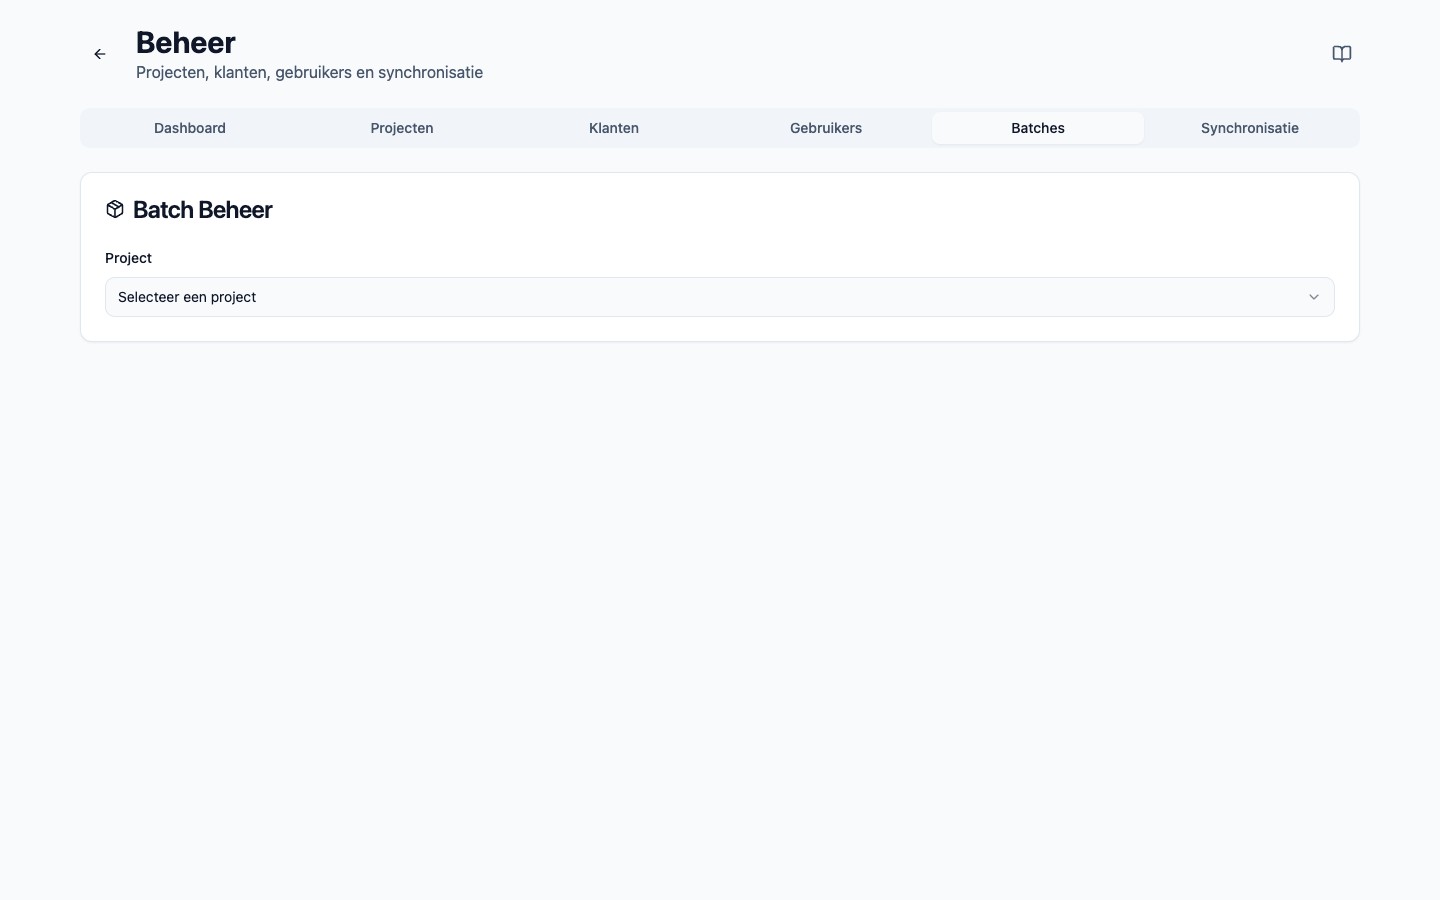 Beheer
Projecten, klanten, gebruikers en synchronisatie
Dashboard
Projecten
Klanten
Gebruikers
Batches
Synchronisatie
Batch Beheer
Project
Selecteer een project